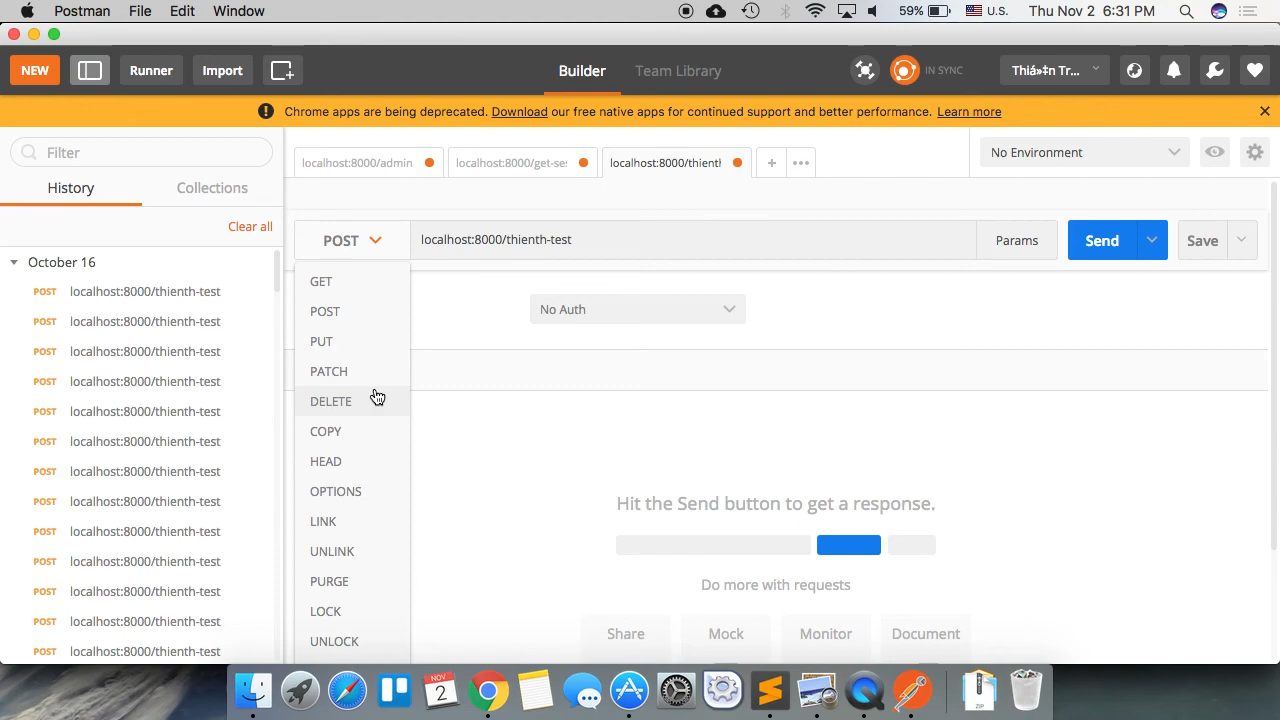 Postman File Edit Window 59% U.S. Thu Nov 2 6:31 PM
NEW Runner Import Builder Team Library IN SYNC Thiá»‡n Tr...
! Chrome apps are being deprecated. Download our free native apps for continued support and better performance. Learn more
Filter
localhost:8000/admin localhost:8000/get-se: localhost:8000/thienth + ••• No Environment
History Collections
Clear all
POST localhost:8000/thienth-test Params Send Save
October 16
POST localhost:8000/thienth-test
POST localhost:8000/thienth-test
POST localhost:8000/thienth-test
POST localhost:8000/thienth-test
POST localhost:8000/thienth-test
POST localhost:8000/thienth-test
POST localhost:8000/thienth-test
POST localhost:8000/thienth-test
POST localhost:8000/thienth-test
POST localhost:8000/thienth-test
POST localhost:8000/thienth-test
POST localhost:8000/thienth-test
POST localhost:8000/thienth-test
GET
POST
PUT
PATCH
DELETE
COPY
HEAD
OPTIONS
LINK
UNLINK
PURGE
LOCK
UNLOCK
No Auth
Hit the Send button to get a response.
Do more with requests
Share Mock Monitor Document
NOV
2
ZIP